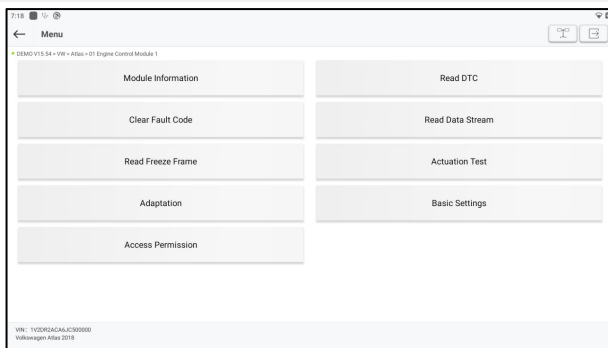 7:18
Menu
DEMO V15.54 > VW > Atlas > 01 Engine Control Module 1
Module Information
Read DTC
Clear Fault Code
Read Data Stream
Read Freeze Frame
Actuation Test
Adaptation
Basic Settings
Access Permission
VIN: 1V2DR2ACA6JC500000
Volkswagen Atlas 2018